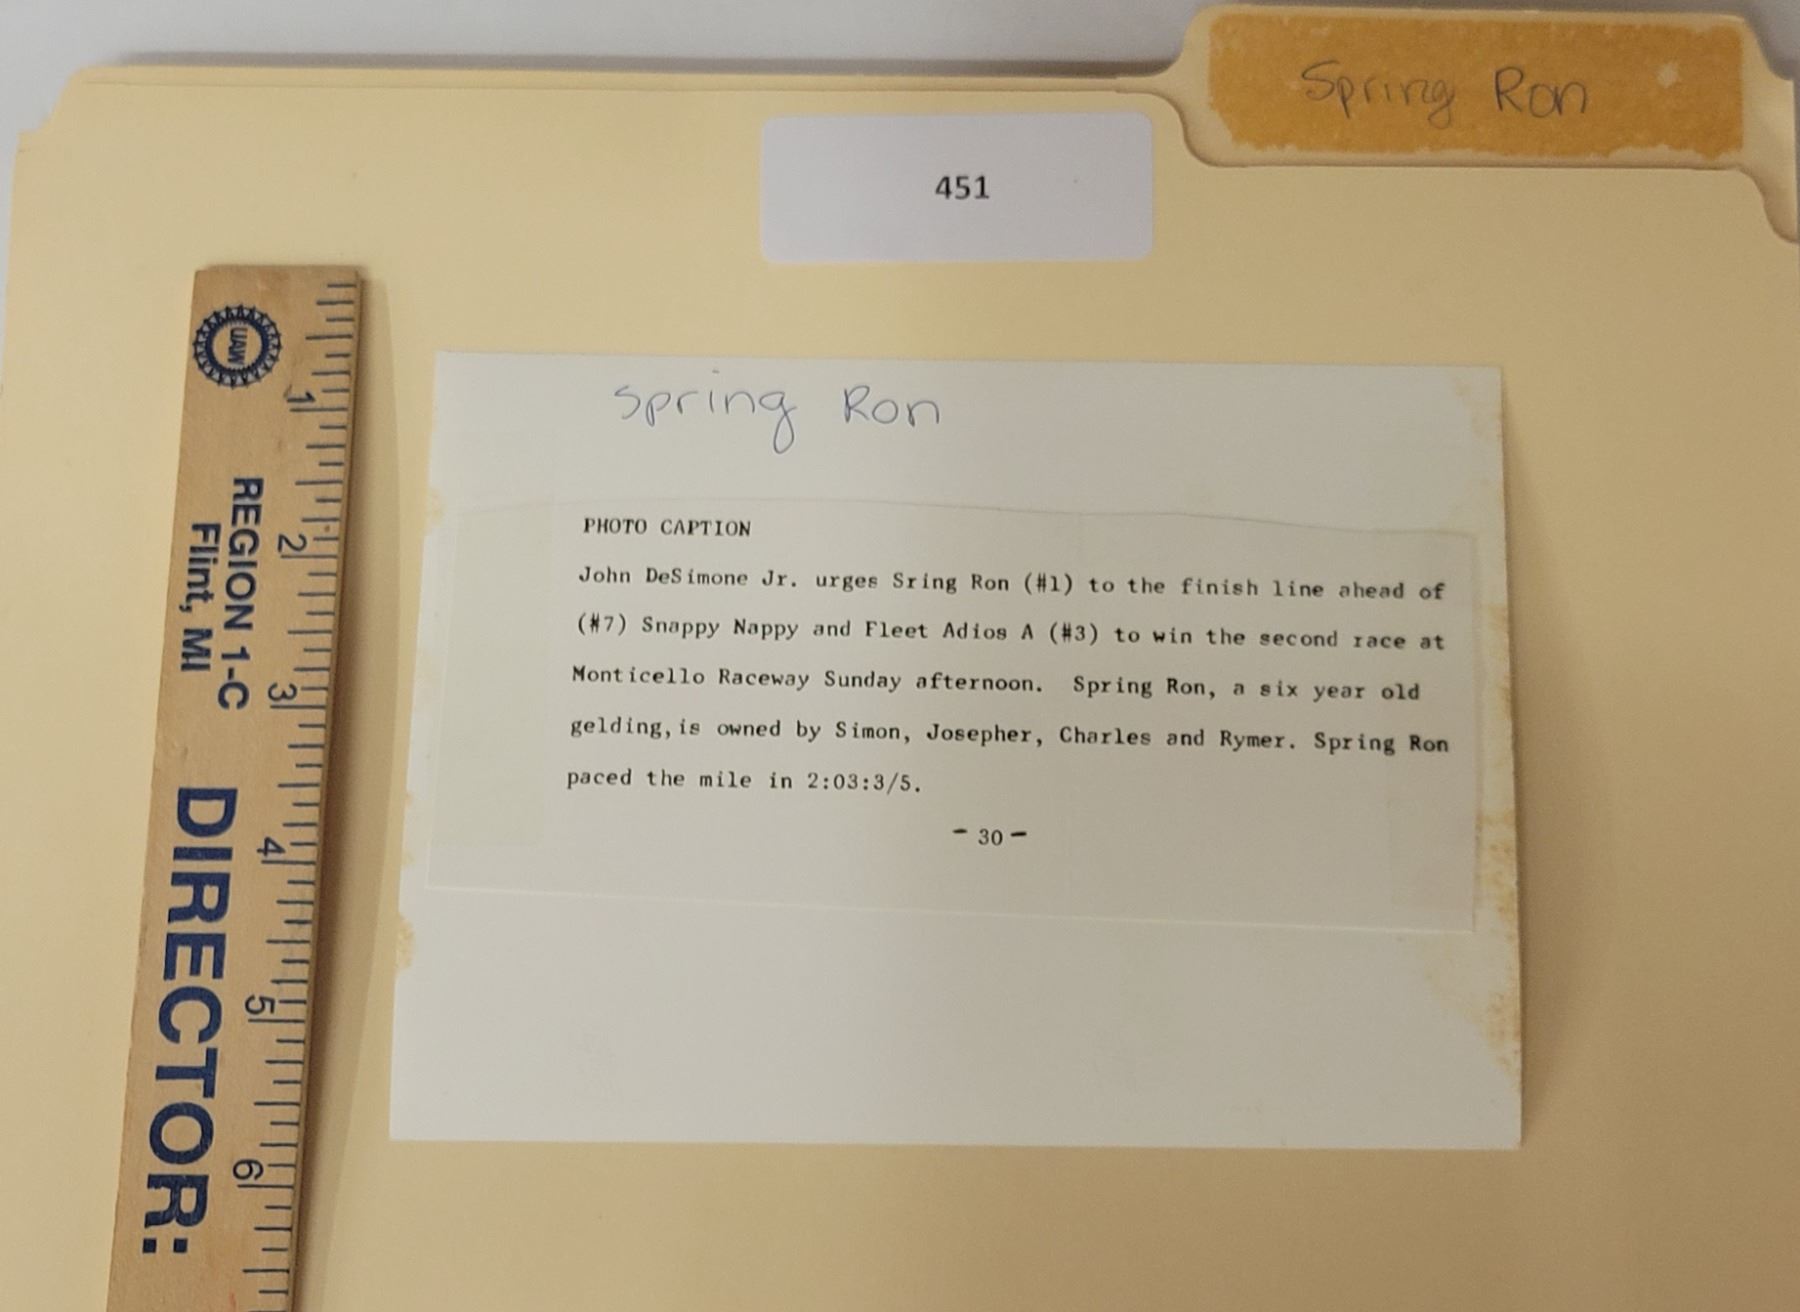 Spring Ron
451
UAW
REGION 1-C
Flint, MI
DIRECTOR:
1
2
3
4
5
6
Spring Ron
PHOTO CAPTION
John DeSimone Jr. urges Sring Ron (#1) to the finish line ahead of
(#7) Snappy Nappy and Fleet Adios A (#3) to win the second race at
Monticello Raceway Sunday afternoon. Spring Ron, a six year old
gelding, is owned by Simon, Josepher, Charles and Rymer. Spring Ron
paced the mile in 2:03:3/5.
- 30 -